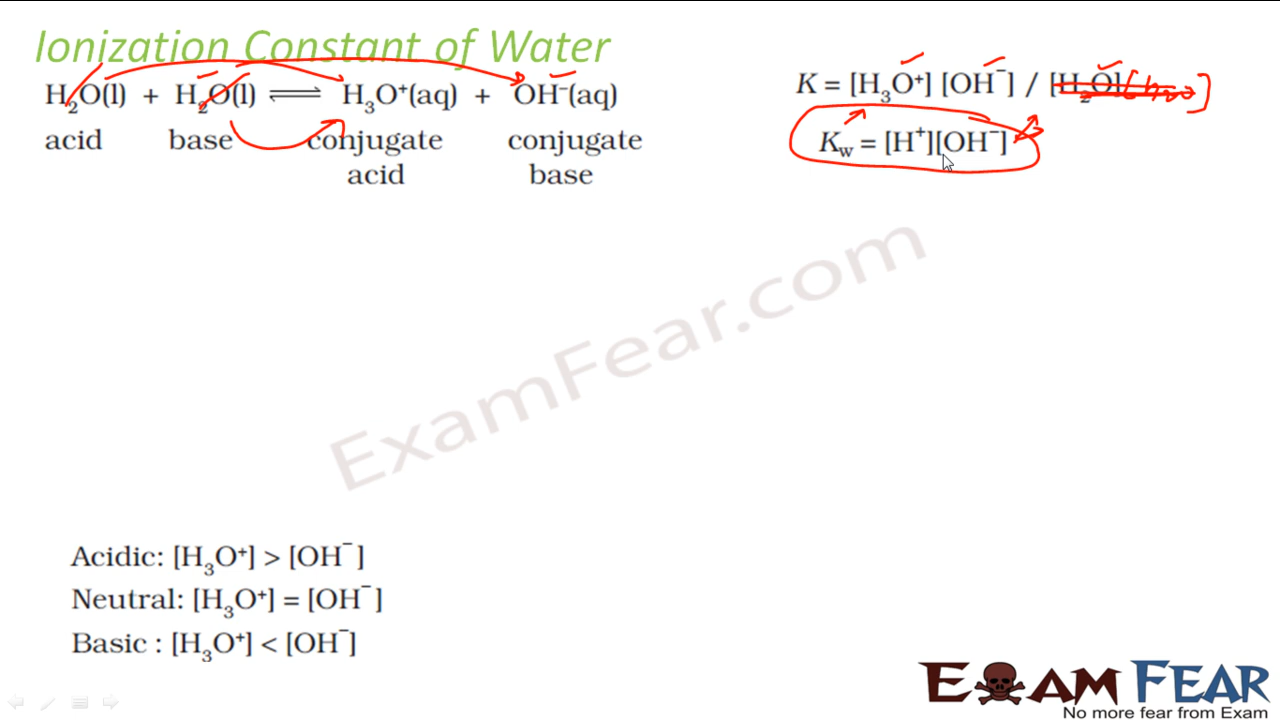 Ionization Constant of Water
H₂O(l) + H₂O(l) ⇌ H₃O⁺(aq) + OH⁻(aq)
acid base conjugate conjugate
acid base
K = [H₃O⁺] [OH⁻] / [H₂O] [H₂O]
K_w = [H⁺][OH⁻]
ExamFear.com
Acidic: [H₃O⁺] > [OH⁻]
Neutral: [H₃O⁺] = [OH⁻]
Basic : [H₃O⁺] < [OH⁻]
EXAM FEAR
No more fear from Exam